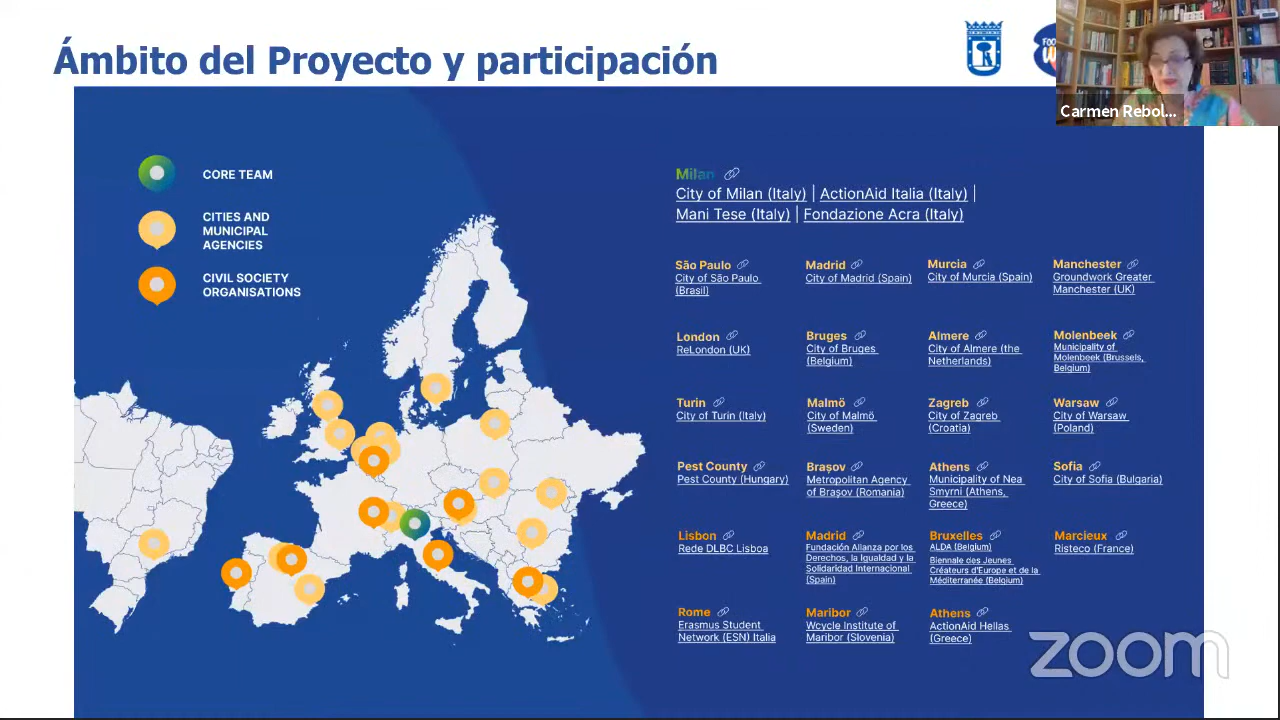 Ámbito del Proyecto y participación
FOO
W
Carmen Rebol...
CORE TEAM
CITIES AND
MUNICIPAL
AGENCIES
CIVIL SOCIETY
ORGANISATIONS
Milan
City of Milan (Italy) | ActionAid Italia (Italy) |
Mani Tese (Italy) | Fondazione Acra (Italy)
São Paulo
City of São Paulo
(Brasil)
Madrid
City of Madrid (Spain)
Murcia
City of Murcia (Spain)
Manchester
Groundwork Greater
Manchester (UK)
London
ReLondon (UK)
Bruges
City of Bruges
(Belgium)
Almere
City of Almere (the
Netherlands)
Molenbeek
Municipality of
Molenbeek (Brussels,
Belgium)
Turin
City of Turin (Italy)
Malmö
City of Malmö
(Sweden)
Zagreb
City of Zagreb
(Croatia)
Warsaw
City of Warsaw
(Poland)
Pest County
Pest County (Hungary)
Brașov
Metropolitan Agency
of Brașov (Romania)
Athens
Municipality of Nea
Smyrni (Athens,
Greece)
Sofia
City of Sofia (Bulgaria)
Lisbon
Rede DLBC Lisboa
Madrid
Fundación Alianza por los
Derechos, la Igualdad y la
Solidaridad Internacional
(Spain)
Bruxelles
ALDA (Belgium)
Biennale des Jeunes
Créateurs d'Europe et de la
Méditerranée (Belgium)
Marcieux
Risteco (France)
Rome
Erasmus Student
Network (ESN) Italia
Maribor
Wcycle Institute of
Maribor (Slovenia)
Athens
ActionAid Hellas
(Greece)
zoom